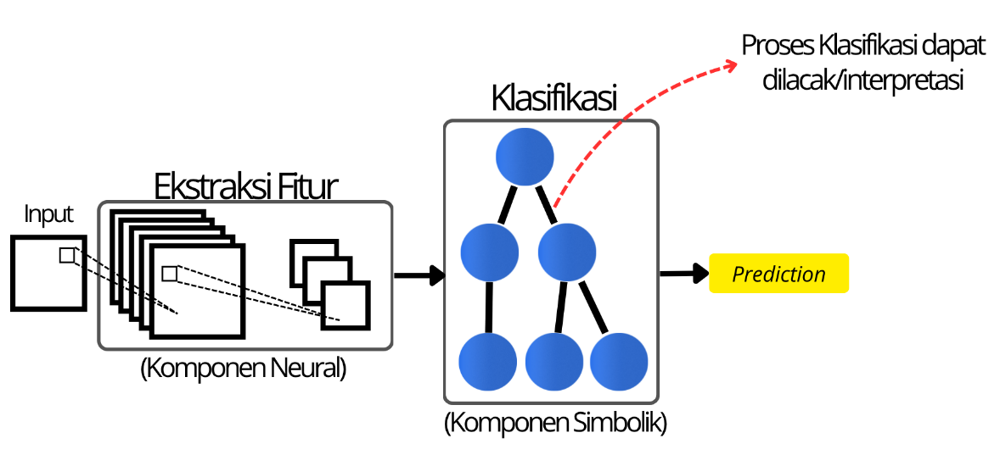 Proses Klasifikasi dapat
dilacak/interpretasi
Klasifikasi
Ekstraksi Fitur
Input
Prediction
(Komponen Neural)
(Komponen Simbolik)